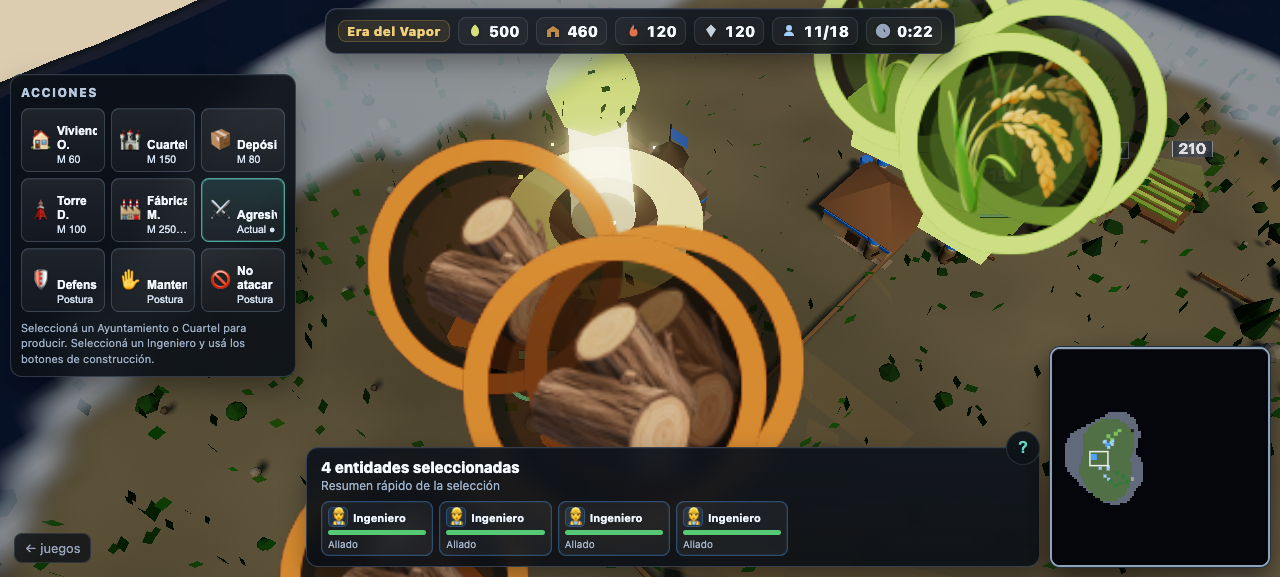 Era del Vapor 500 460 120 120 11/18 0:22
ACCIONES
Viviend
O.
M 60
Cuartel
M 150
Depósi
M 80
Torre
D.
M 100
Fábrica
M.
M 250...
Agresiv
Actual ●
Defens
Postura
Manten
Postura
No
atacar
Postura
Seleccioná un Ayuntamiento o Cuartel para
producir. Seleccioná un Ingeniero y usá los
botones de construcción.
210
?
4 entidades seleccionadas
Resumen rápido de la selección
Ingeniero
Aliado
Ingeniero
Aliado
Ingeniero
Aliado
Ingeniero
Aliado
← juegos